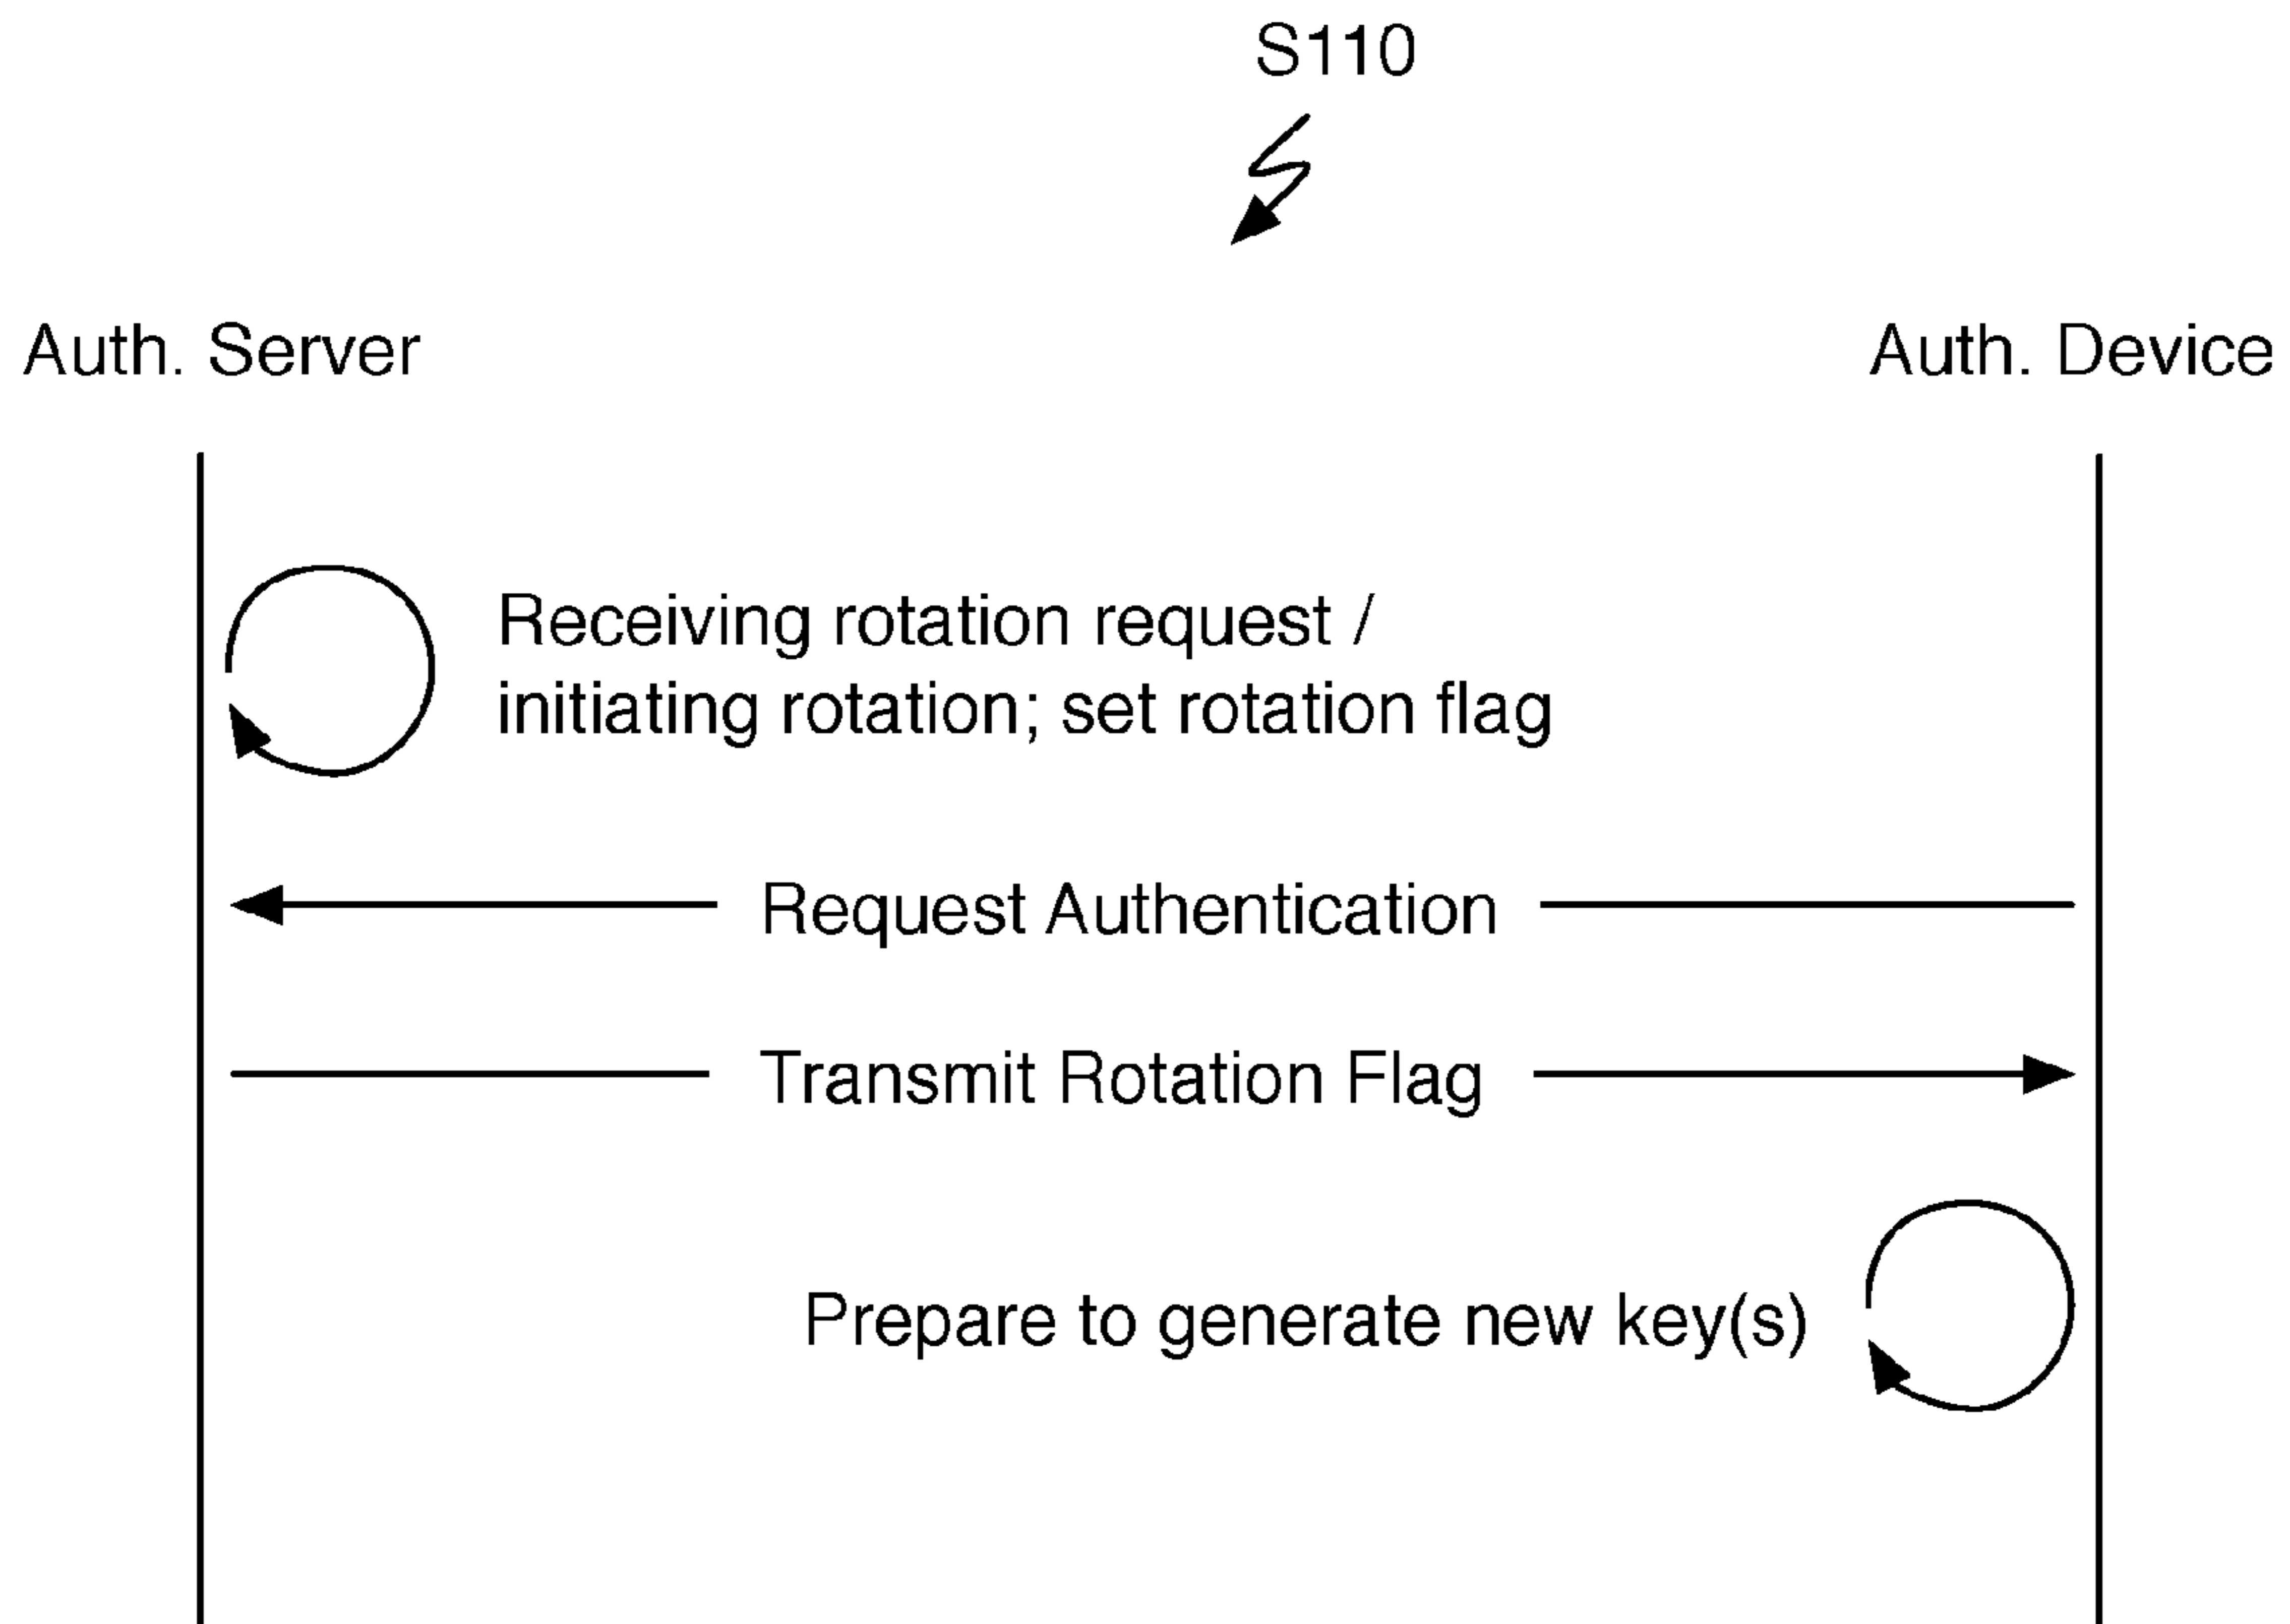 S110
Auth. Server
Auth. Device
Receiving rotation request /
initiating rotation; set rotation flag
Request Authentication
Transmit Rotation Flag
Prepare to generate new key(s)